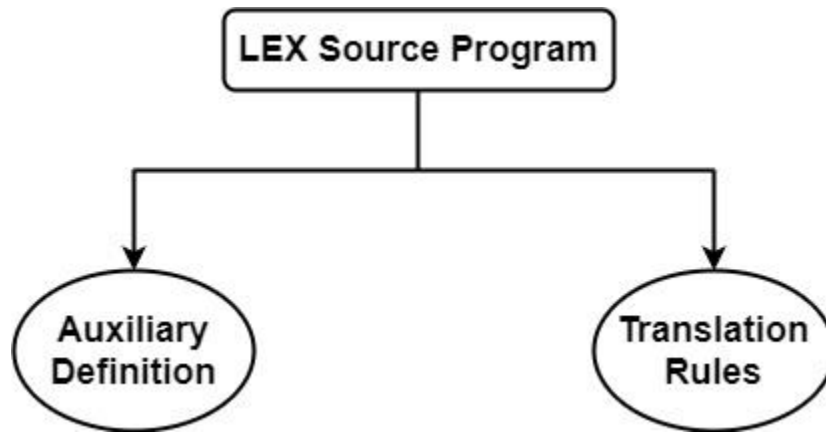 LEX Source Program
Auxiliary
Definition
Translation
Rules